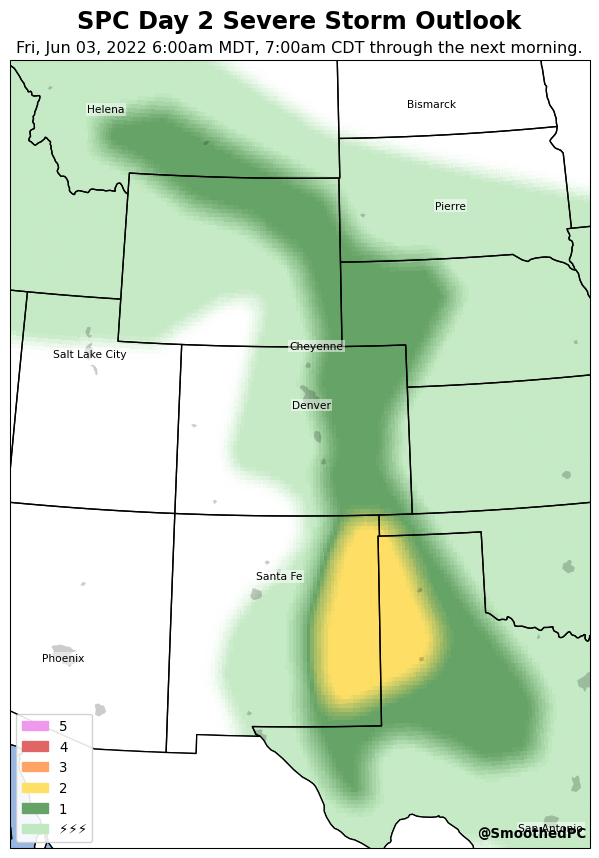 SPC Day 2 Severe Storm Outlook
Fri, Jun 03, 2022 6:00am MDT, 7:00am CDT through the next morning.
Helena
Bismarck
Pierre
Cheyenne
Salt Lake City
Denver
Santa Fe
Phoenix
5
4
3
2
1
⚡⚡⚡
San Antonio
@SmoothedPC